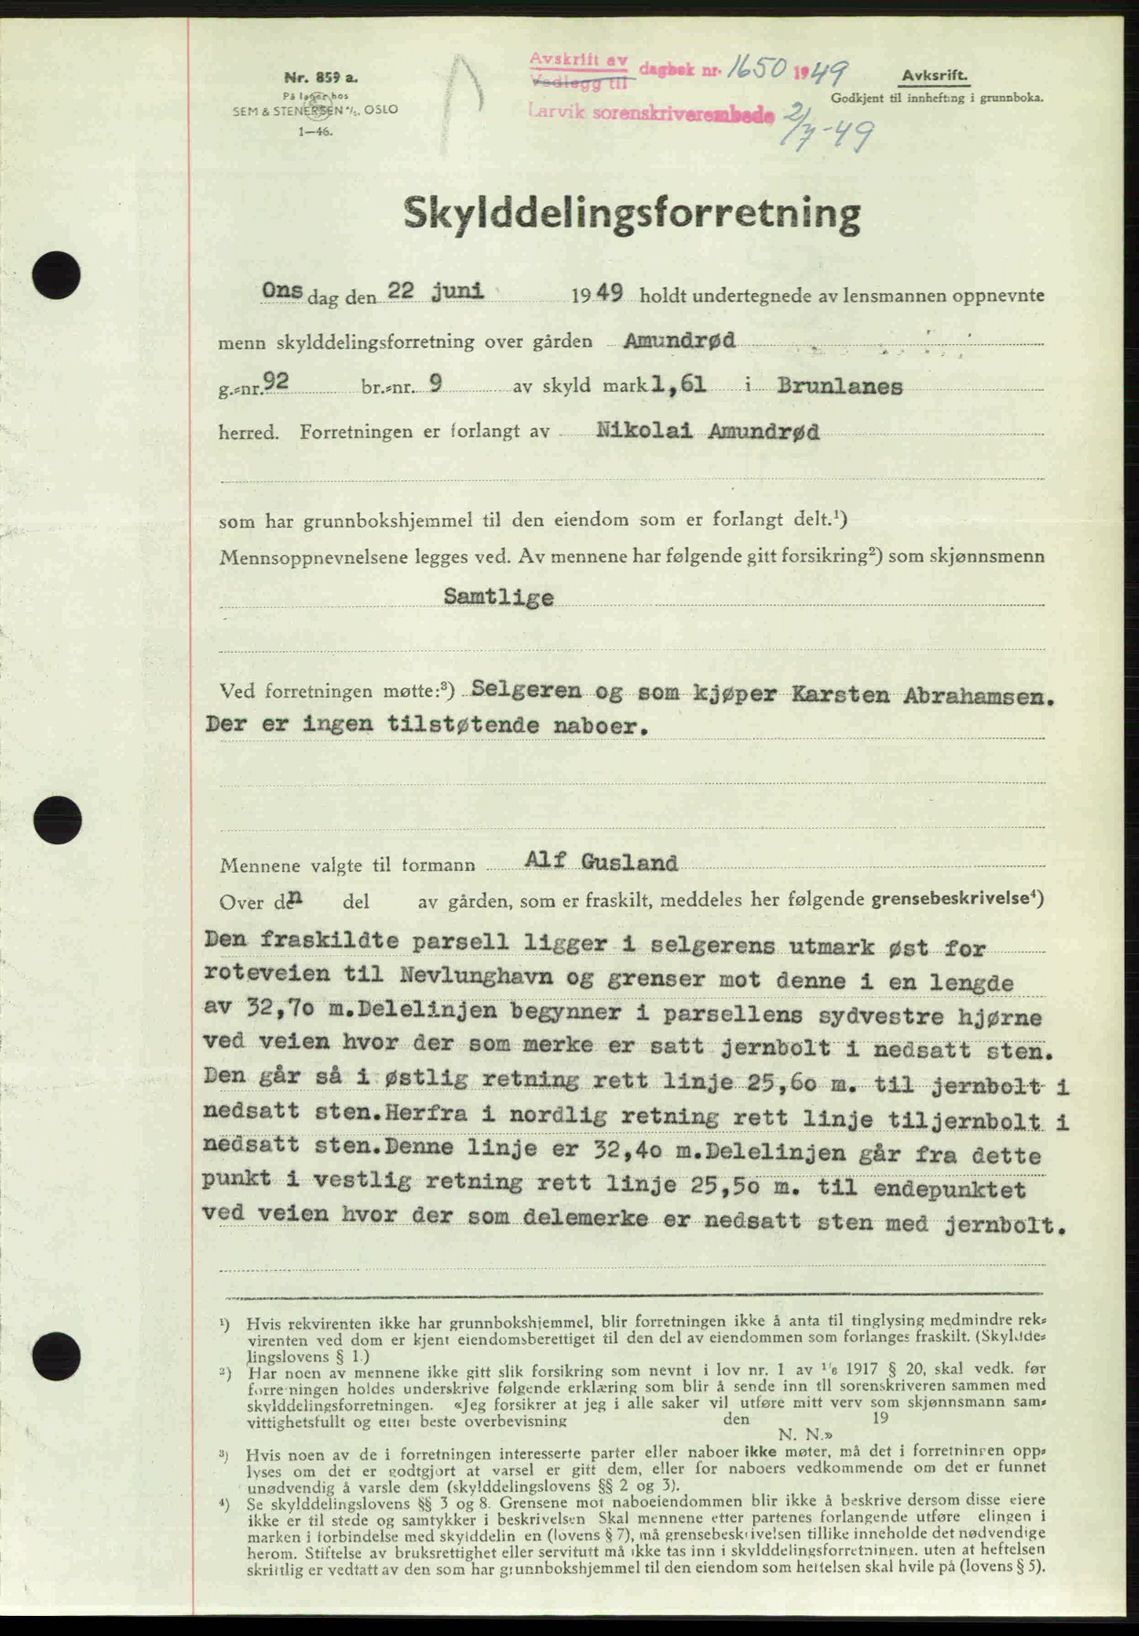 Nr. 859 a.
På lager hos
SEM & STENERSEN A/S, OSLO
1—46.
Avskrift av
Vedlegg til
dagbok nr. 1650 1949
Larvik sorenskriverembede
2/7-49
Avksrift.
Godkjent til innhefting i grunnboka.
Skylddelingsforretning
Ons dag den 22 juni 1949 holdt undertegnede av lensmannen oppnevnte
menn skylddelingsforretning over gården Amundrød
g.-nr. 92 br.-nr. 9 av skyld mark 1,61 i Brunlanes
herred. Forretningen er forlangt av Nikolai Amundrød
som har grunnbokshjemmel til den eiendom som er forlangt delt.¹)
Mennsoppnevnelsene legges ved. Av mennene har følgende gitt forsikring²) som skjønnsmenn
Samtlige
Ved forretningen møtte:³) Selgeren og som kjøper Karsten Abrahamsen.
Der er ingen tilstøtende naboer.
Mennene valgte til formann Alf Gusland
Over den del av gården, som er fraskilt, meddeles her følgende grensebeskrivelse⁴)
Den fraskildte parsell ligger i selgerens utmark øst for
roteveien til Nevlunghavn og grenser mot denne i en lengde
av 32,70 m.Delelinjen begynner i parsellens sydvestre hjørne
ved veien hvor der som merke er satt jernbolt i nedsatt sten.
Den går så i østlig retning rett linje 25,60 m. til jernbolt i
nedsatt sten.Herfra i nordlig retning rett linje tiljernbolt i
nedsatt sten.Denne linje er 32,40 m.Delelinjen går fra dette
punkt i vestlig retning rett linje 25,50 m. til endepunktet
ved veien hvor der som delemerke er nedsatt sten med jernbolt.
¹) Hvis rekvirenten ikke har grunnbokshjemmel, blir forretningen ikke å anta til tinglysing medmindre rek-
virenten ved dom er kjent eiendomsberettiget til den del av eiendommen som forlanges fraskilt. (Skyldde-
lingslovens § 1.)
²) Har noen av mennene ikke gitt slik forsikring som nevnt i lov nr. 1 av 1/6 1917 § 20, skal vedk. før
forretningen holdes underskrive følgende erklæring som blir å sende inn til sorenskriveren sammen med
skylddelingsforretningen. «Jeg forsikrer at jeg i alle saker vil utføre mitt verv som skjønnsmann sam-
vittighetsfullt og etter beste overbevisning den 19
N. N.»
³) Hvis noen av de i forretningen interesserte parter eller naboer ikke møter, må det i forretningen opp-
lyses om det er godtgjort at varsel er gitt dem, eller for naboers vedkommende om det er funnet
unødvendig å varsle dem (skylddelingslovens §§ 2 og 3).
⁴) Se skylddelingslovens §§ 3 og 8. Grensene mot naboeiendommen blir ikke å beskrive dersom disse eiere
ikke er til stede og samtykker i beskrivelsen Skal mennene etter partenes forlangende utføre elingen i
marken i forbindelse med skylddelin en (lovens § 7), må grensebeskrivelsen tillike inneholde det nødvendige
herom. Stiftelse av bruksrettighet eller servitutt må ikke tas inn i skylddelingsforretningen, uten at heftelsen
skriftlig er vedtatt av den som har grunnbokshjemmel til den eiendom som heftelsen skal hvile på (lovens § 5).